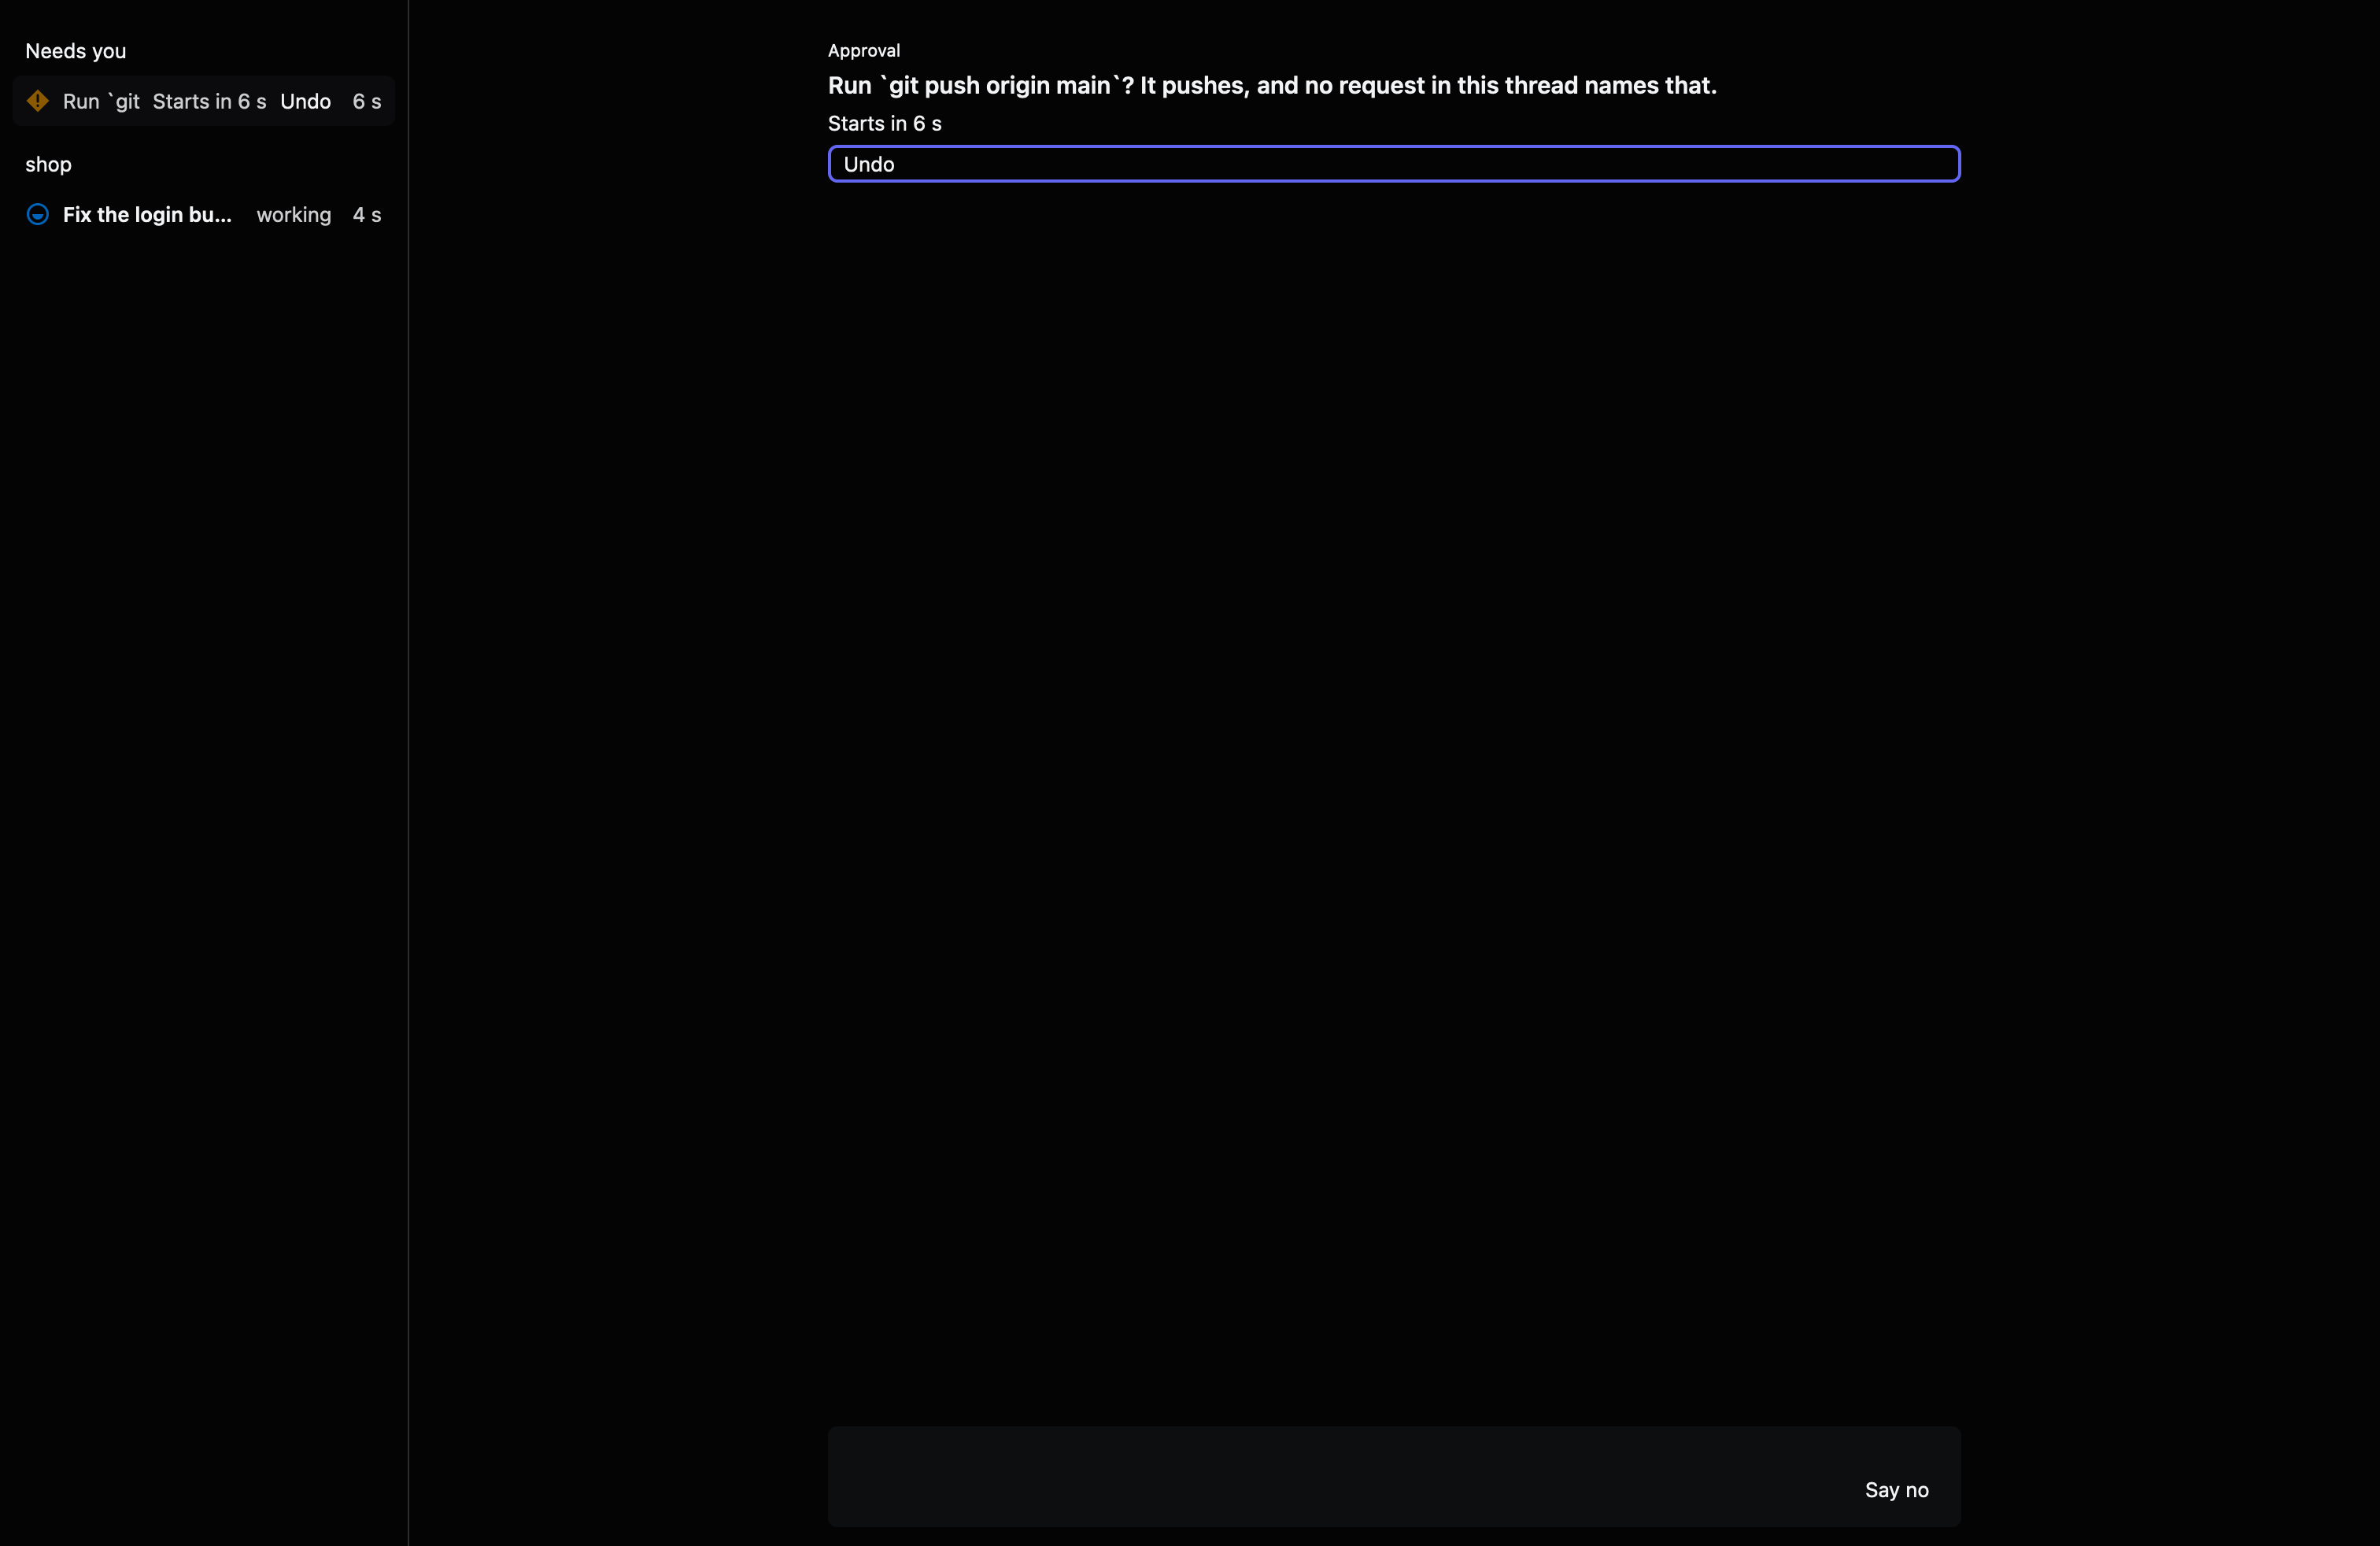 Needs you
Run `git Starts in 6 s Undo 6 s
shop
Fix the login bu... working 4 s
Approval
Run `git push origin main`? It pushes, and no request in this thread names that.
Starts in 6 s
Undo
Say no